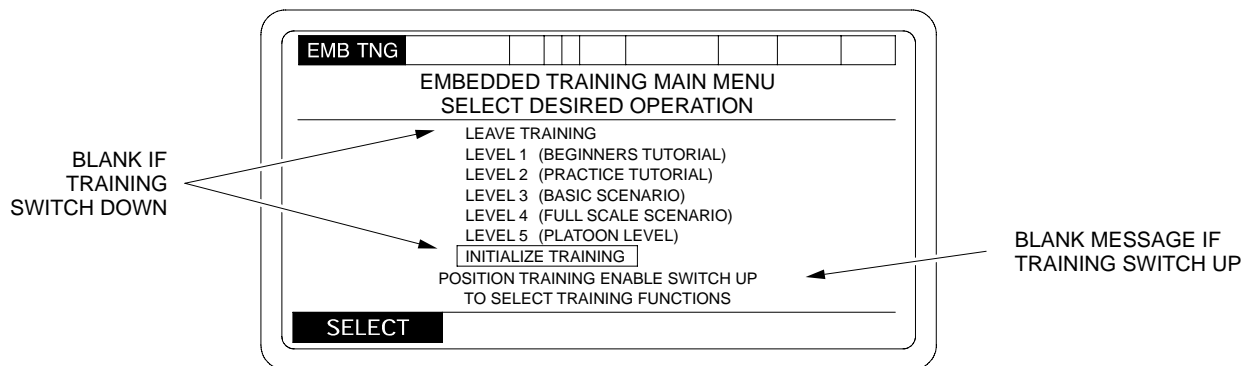 EMB TNG
EMBEDDED TRAINING MAIN MENU
SELECT DESIRED OPERATION
LEAVE TRAINING
LEVEL 1 (BEGINNERS TUTORIAL)
LEVEL 2 (PRACTICE TUTORIAL)
LEVEL 3 (BASIC SCENARIO)
LEVEL 4 (FULL SCALE SCENARIO)
LEVEL 5 (PLATOON LEVEL)
INITIALIZE TRAINING
POSITION TRAINING ENABLE SWITCH UP
TO SELECT TRAINING FUNCTIONS
SELECT
BLANK IF
TRAINING
SWITCH DOWN
BLANK MESSAGE IF
TRAINING SWITCH UP